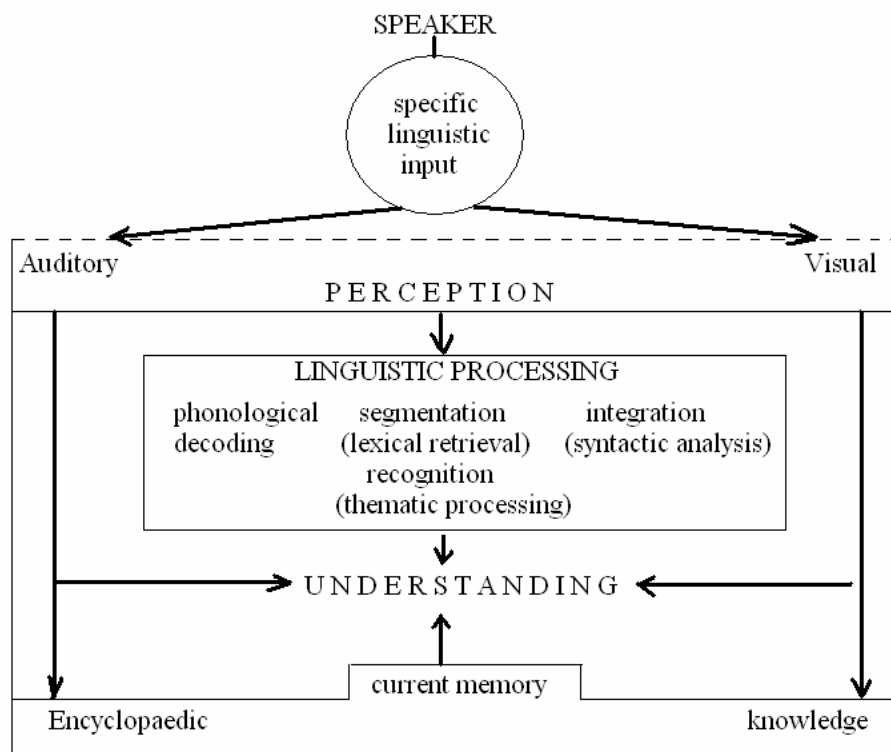 SPEAKER
specific
linguistic
input
Auditory
Visual
PERCEPTION
LINGUISTIC PROCESSING
phonological segmentation integration
decoding (lexical retrieval) (syntactic analysis)
recognition
(thematic processing)
UNDERSTANDING
current memory
Encyclopaedic knowledge